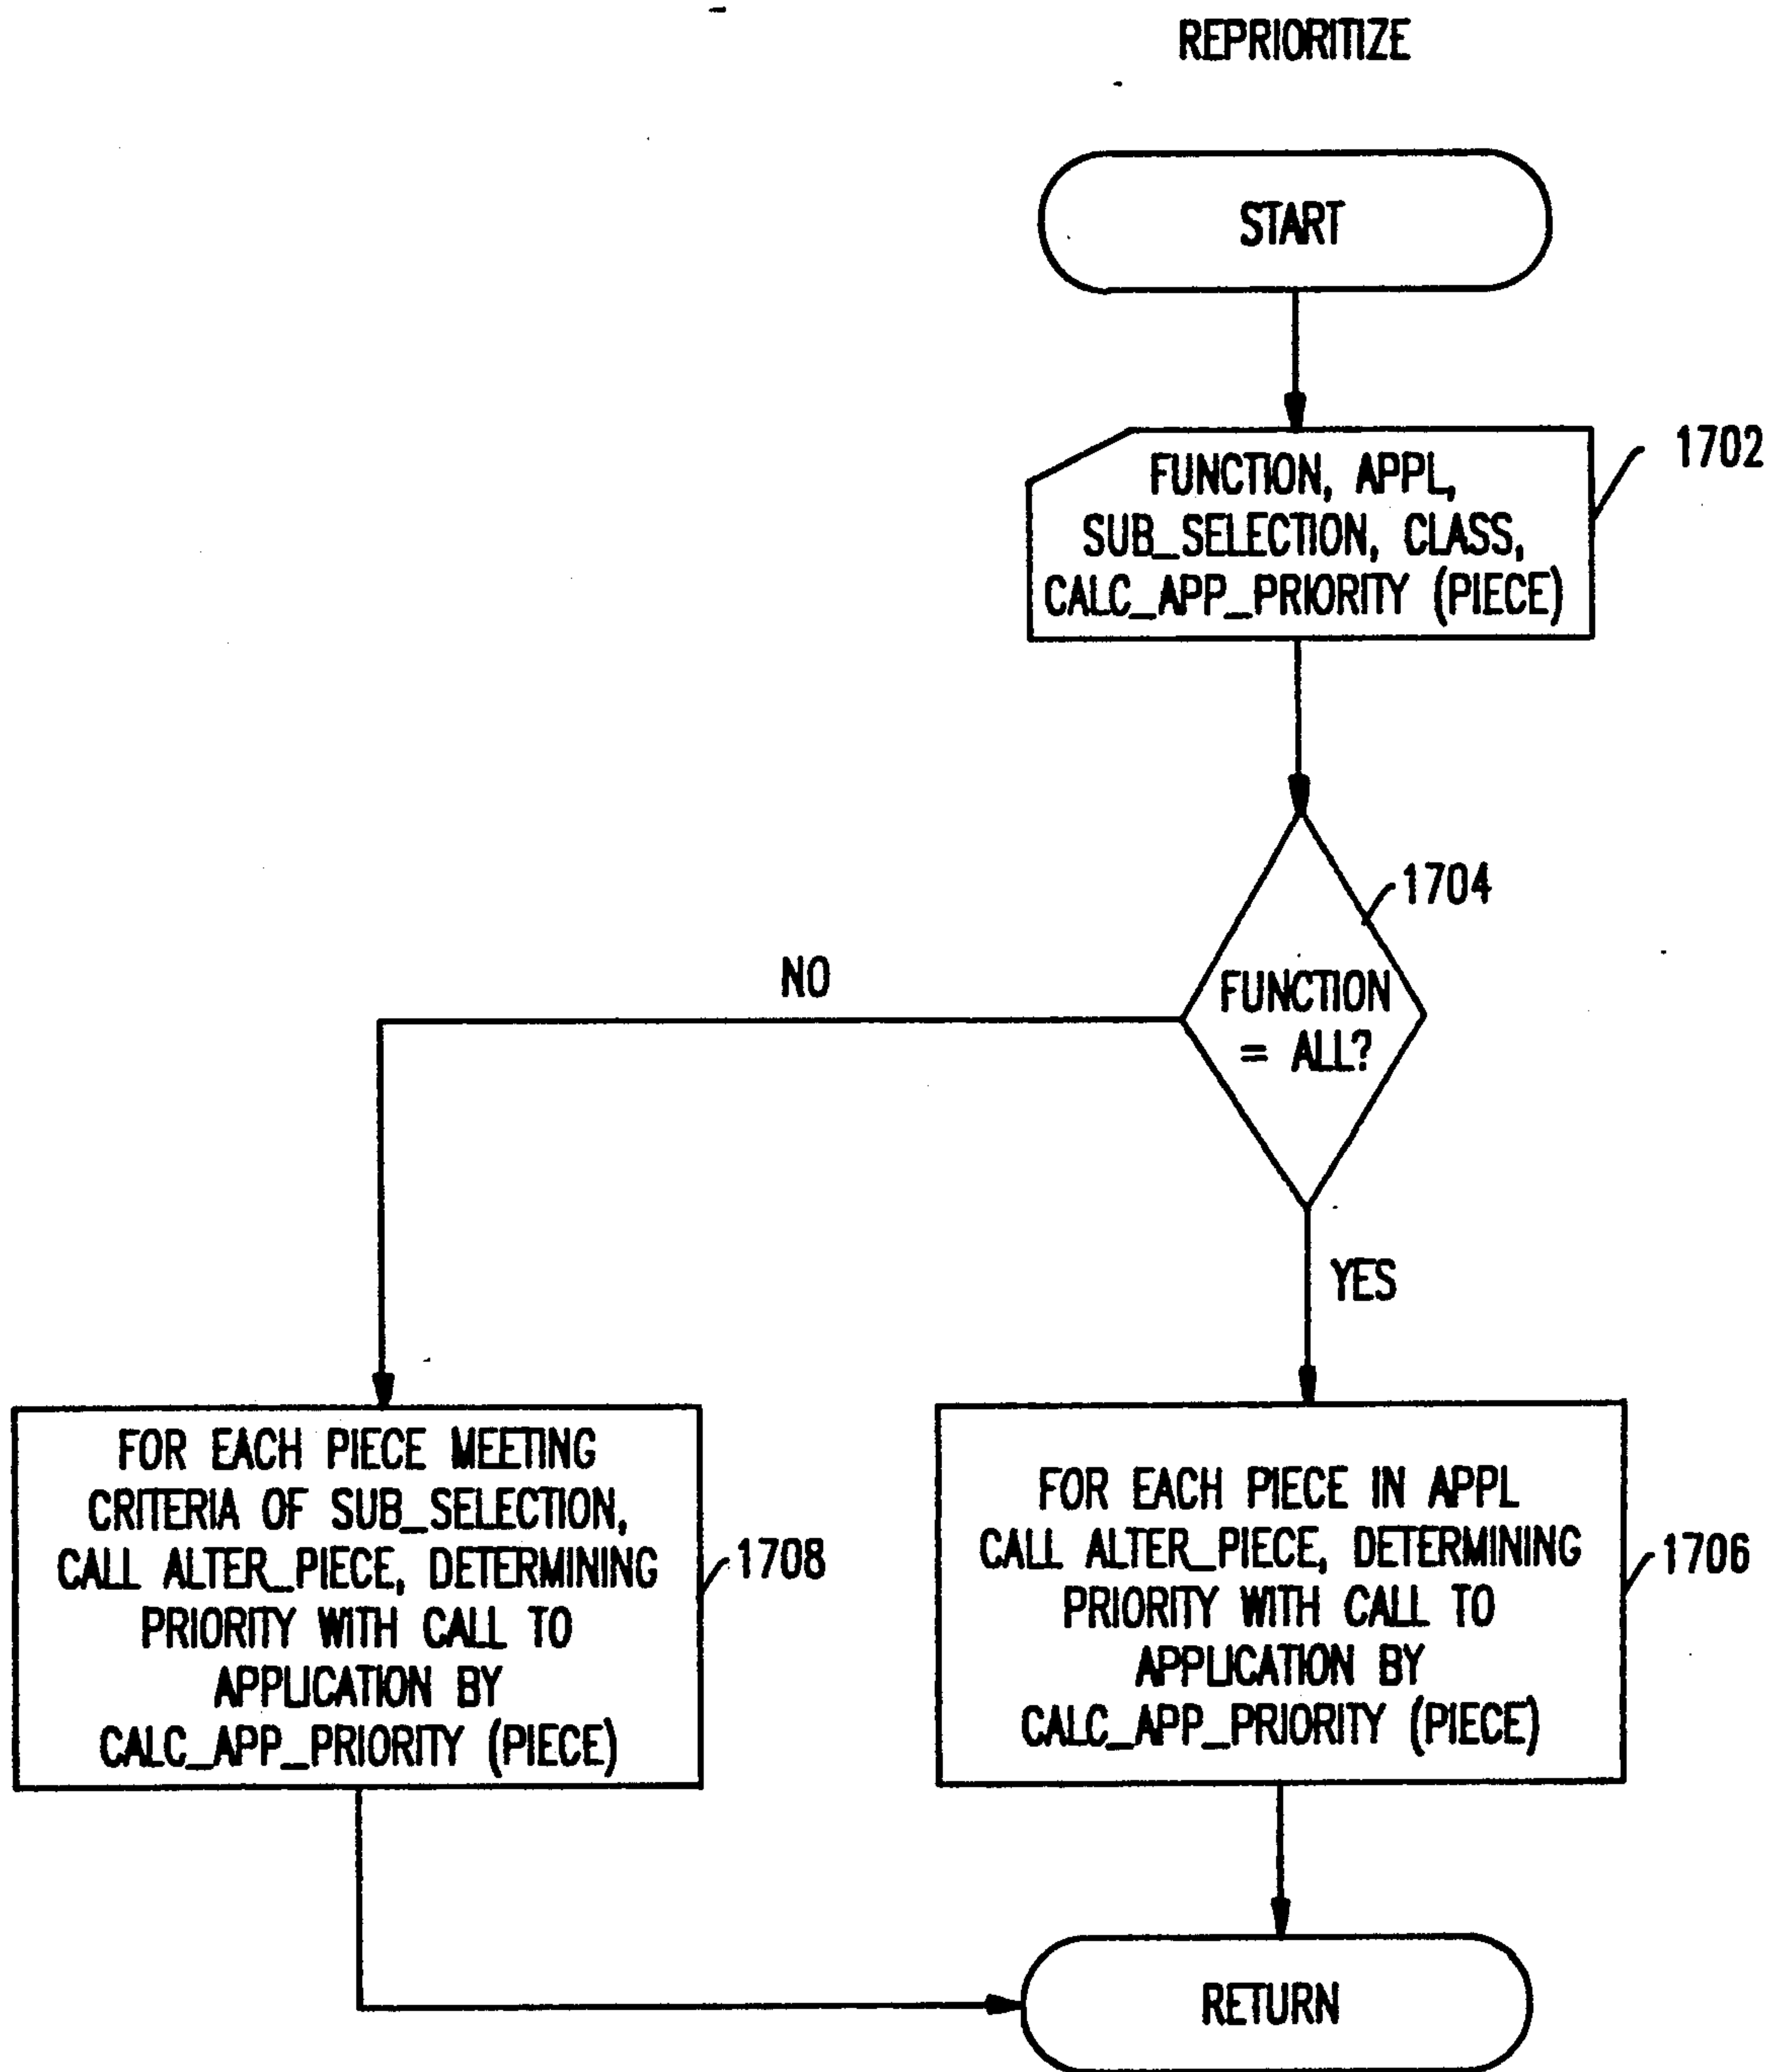 REPRIORITIZE
START
FUNCTION, APPL,
SUB_SELECTION, CLASS,
CALC_APP_PRIORITY (PIECE)
1702
1704
FUNCTION
= ALL?
NO
YES
FOR EACH PIECE MEETING
CRITERIA OF SUB_SELECTION,
CALL ALTER_PIECE, DETERMINING
PRIORITY WITH CALL TO
APPLICATION BY
CALC_APP_PRIORITY (PIECE)
1708
FOR EACH PIECE IN APPL
CALL ALTER_PIECE, DETERMINING
PRIORITY WITH CALL TO
APPLICATION BY
CALC_APP_PRIORITY (PIECE)
1706
RETURN